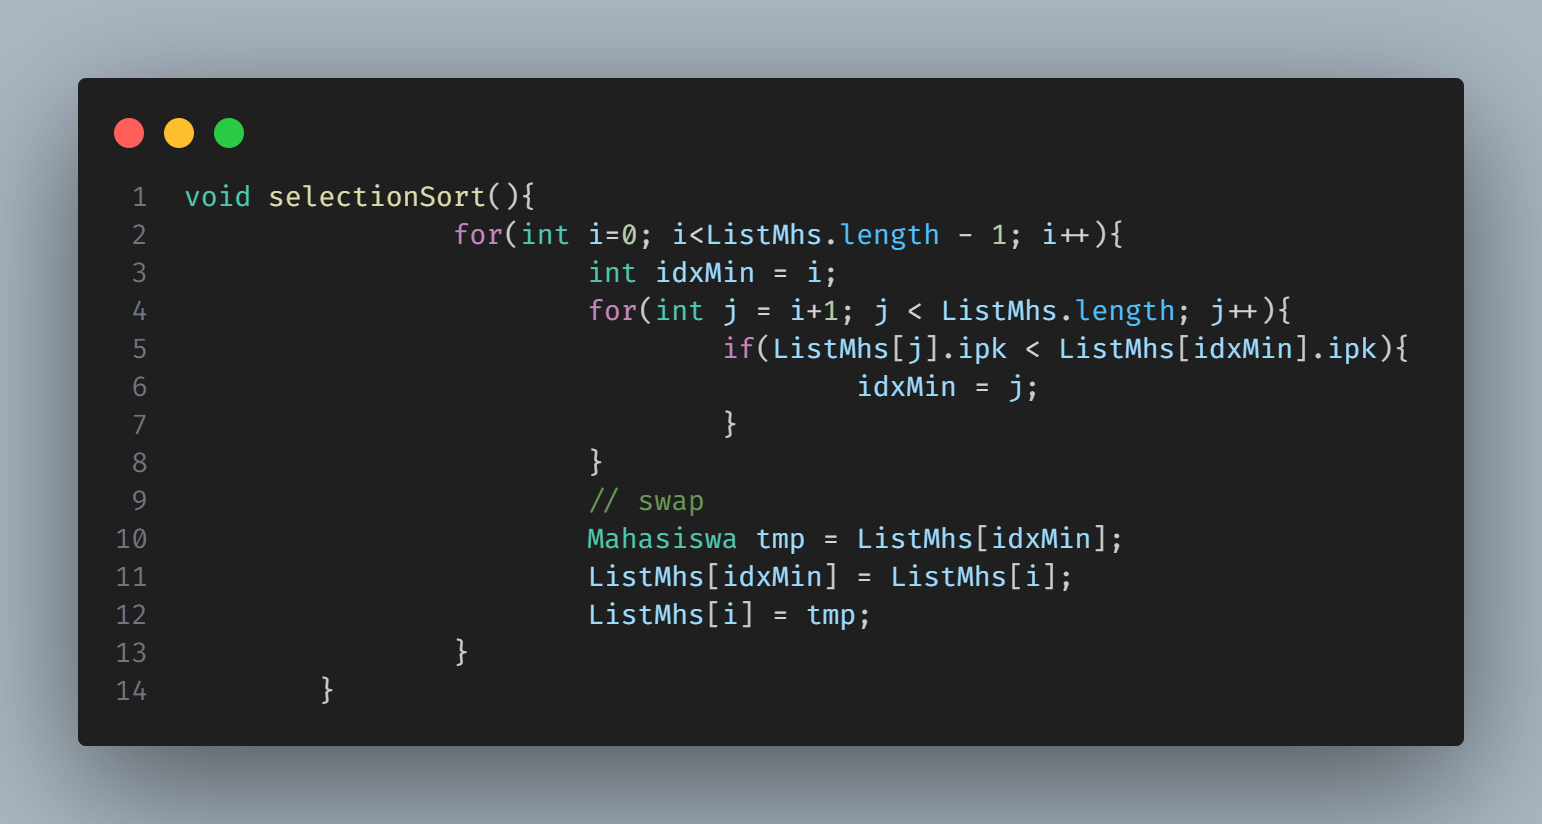 1 void selectionSort(){
2 for(int i=0; i<ListMhs.length - 1; i++){
3 int idxMin = i;
4 for(int j = i+1; j < ListMhs.length; j++){
5 if(ListMhs[j].ipk < ListMhs[idxMin].ipk){
6 idxMin = j;
7 }
8 }
9 // swap
10 Mahasiswa tmp = ListMhs[idxMin];
11 ListMhs[idxMin] = ListMhs[i];
12 ListMhs[i] = tmp;
13 }
14 }